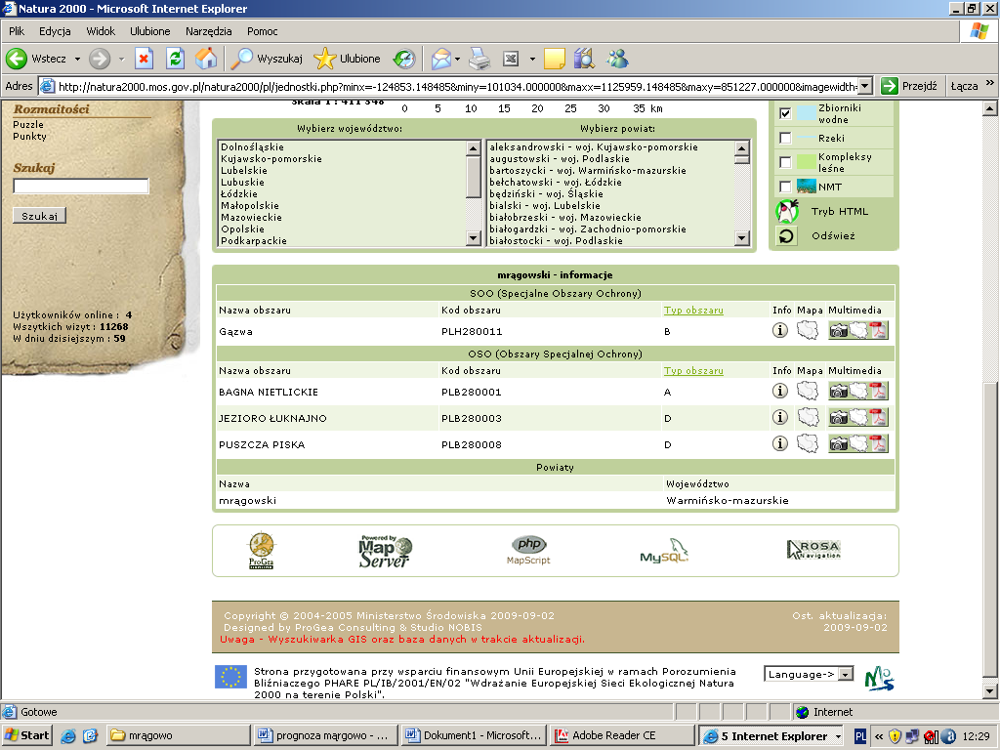 Natura 2000 - Microsoft Internet Explorer
Plik Edycja Widok Ulubione Narzędzia Pomoc
Wstecz Wyszukaj Ulubione
Adres http://natura2000.mos.gov.pl/natura2000/pl/jednostki.php?minx=-124853.148485&miny=101034.000000&maxx=1125959.148485&maxy=851227.000000&imagewidth= Przejdź Łącza »
Rozmaitości
Puzzle
Punkty
Szukaj
Szukaj
Użytkowników online : 4
Wszytkich wizyt : 11268
W dniu dzisiejszym : 59
Skala 1 : 411 348 0 5 10 15 20 25 30 35 km
Wybierz województwo:
Dolnośląskie
Kujawsko-pomorskie
Lubelskie
Lubuskie
Łódzkie
Małopolskie
Mazowieckie
Opolskie
Podkarpackie
Wybierz powiat:
aleksandrowski - woj. Kujawsko-pomorskie
augustowski - woj. Podlaskie
bartoszycki - woj. Warmińsko-mazurskie
bełchatowski - woj. Łódzkie
będziński - woj. Śląskie
bialski - woj. Lubelskie
białobrzeski - woj. Mazowieckie
białogardzki - woj. Zachodnio-pomorskie
białostocki - woj. Podlaskie
Zbiorniki
wodne
Rzeki
Kompleksy
leśne
NMT
Tryb HTML
Odśwież
mrągowski - informacje
SOO (Specjalne Obszary Ochrony)
Nazwa obszaru Kod obszaru Typ obszaru Info Mapa Multimedia
Gązwa PLH280011 B
OSO (Obszary Specjalnej Ochrony)
Nazwa obszaru Kod obszaru Typ obszaru Info Mapa Multimedia
BAGNA NIETLICKIE PLB280001 A
JEZIORO ŁUKNAJNO PLB280003 D
PUSZCZA PISKA PLB280008 D
Powiaty
Nazwa Województwo
mrągowski Warmińsko-mazurskie
ProGea
Powered by
Map
Server
php
MapScript
MySQL
ROSA
Navigation
Copyright © 2004-2005 Ministerstwo Środowiska 2009-09-02
Designed by ProGea Consulting & Studio NOBIS
Uwaga - Wyszukiwarka GIS oraz baza danych w trakcie aktualizacji.
Ost. aktualizacja:
2009-09-02
Strona przygotowana przy wsparciu finansowym Unii Europejskiej w ramach Porozumienia
Bliźniaczego PHARE PL/IB/2001/EN/02 "Wdrażanie Europejskiej Sieci Ekologicznej Natura
2000 na terenie Polski".
Language->
Gotowe Internet
Start mrągowo prognoza mrągowo - ... Dokument1 - Microsoft... Adobe Reader CE 5 Internet Explorer PL « 12:29